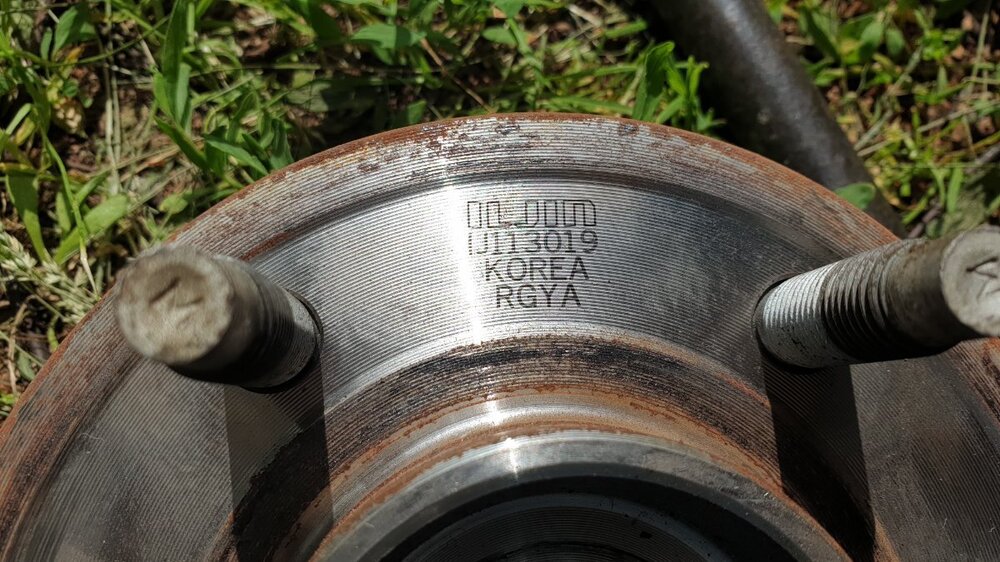 ILJIN
IJ113019
KOREA
RGYA